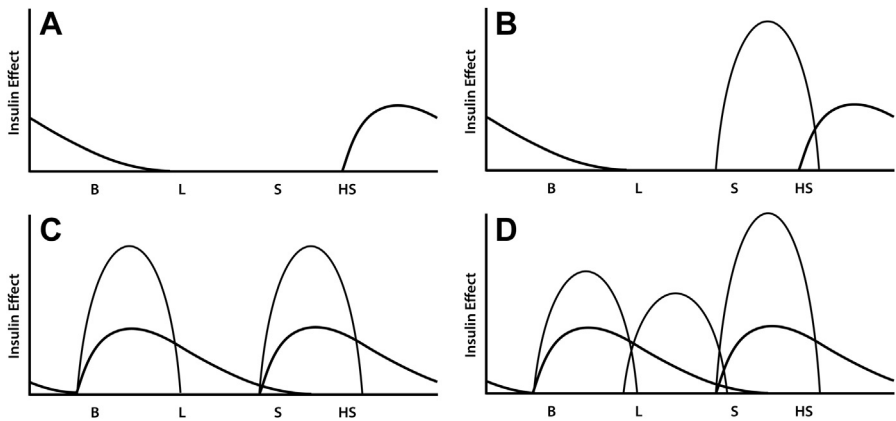 A
Insulin Effect
B L S HS
B
Insulin Effect
B L S HS
C
Insulin Effect
B L S HS
D
Insulin Effect
B L S HS